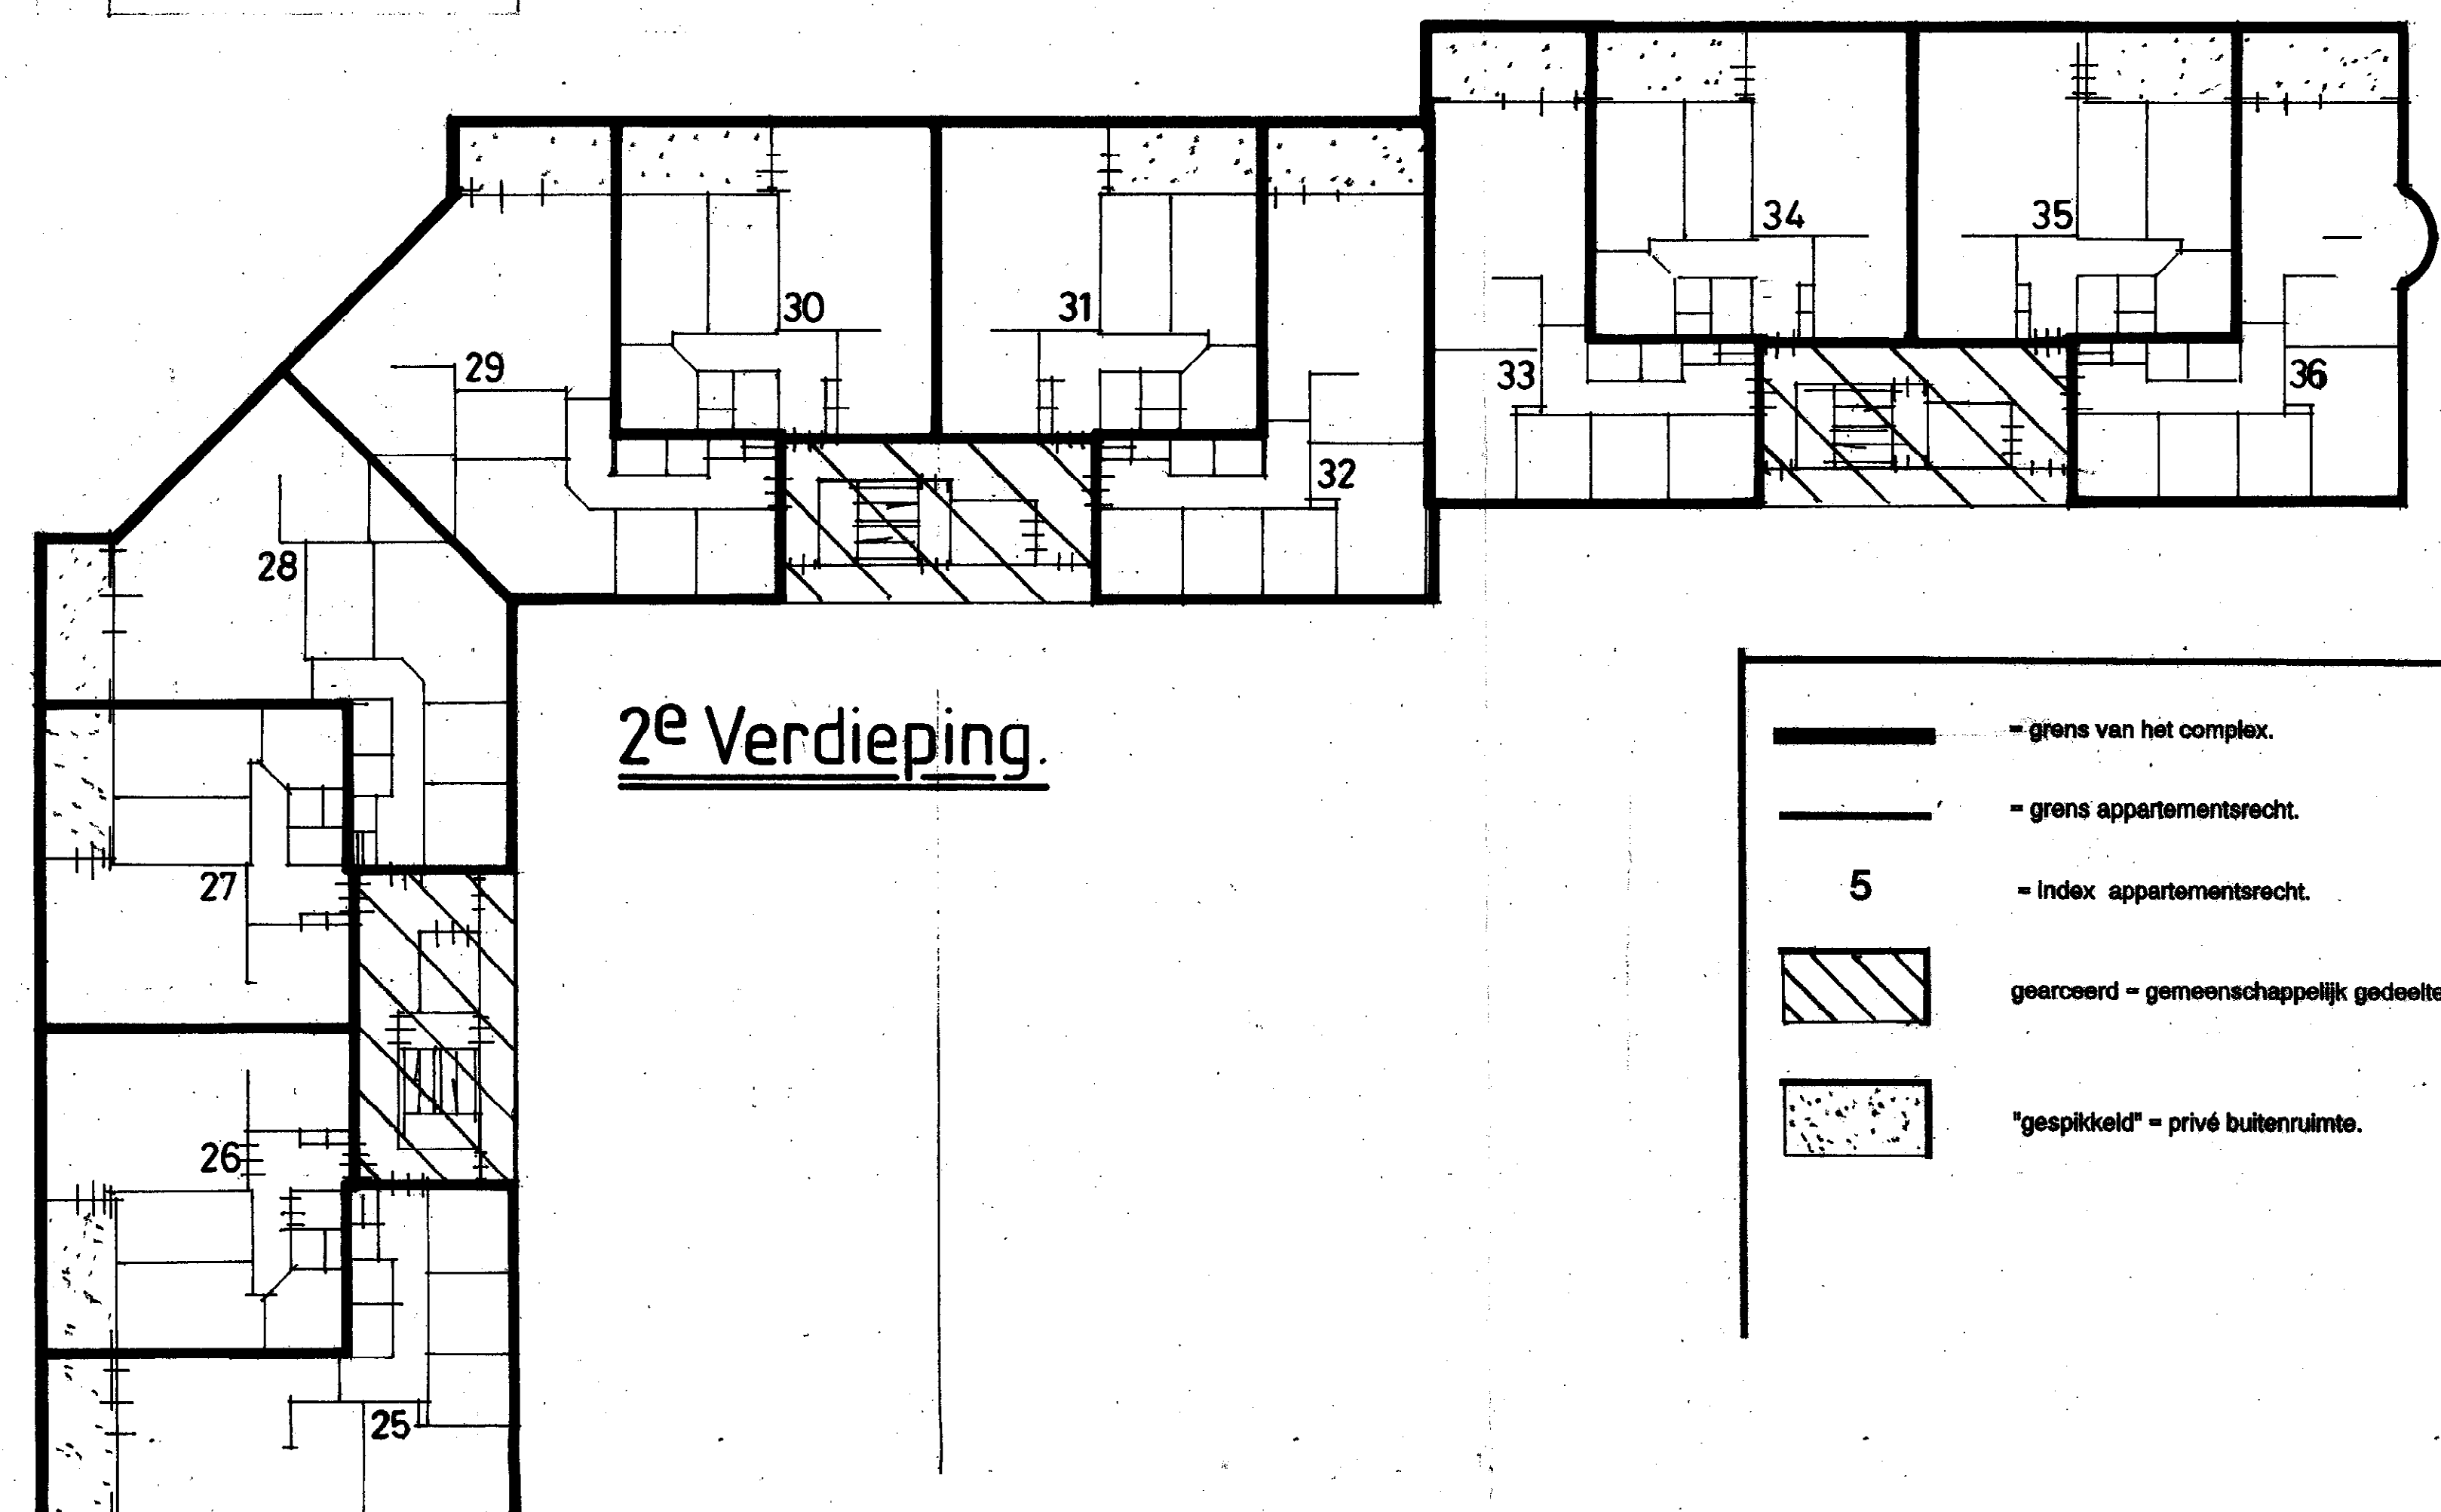 34
35
30
31
29
33
36
32
28
2e Verdieping.
= grens van het complex.
= grens appartementsrecht.
27
5
= index appartementsrecht.
gearceerd = gemeenschappelijk gedeelte
26
"gespikkeld" = privé buitenruimte.
25